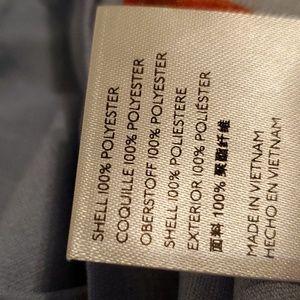 SHELL 100% POLYESTER
COQUILLE 100% POLYESTER
OBERSTOFF 100% POLYESTER
SHELL 100% POLIESTERE
EXTERIOR 100% POLIÉSTER
面料 100% 聚酯纤维
MADE IN VIETNAM
HECHO EN VIETNAM